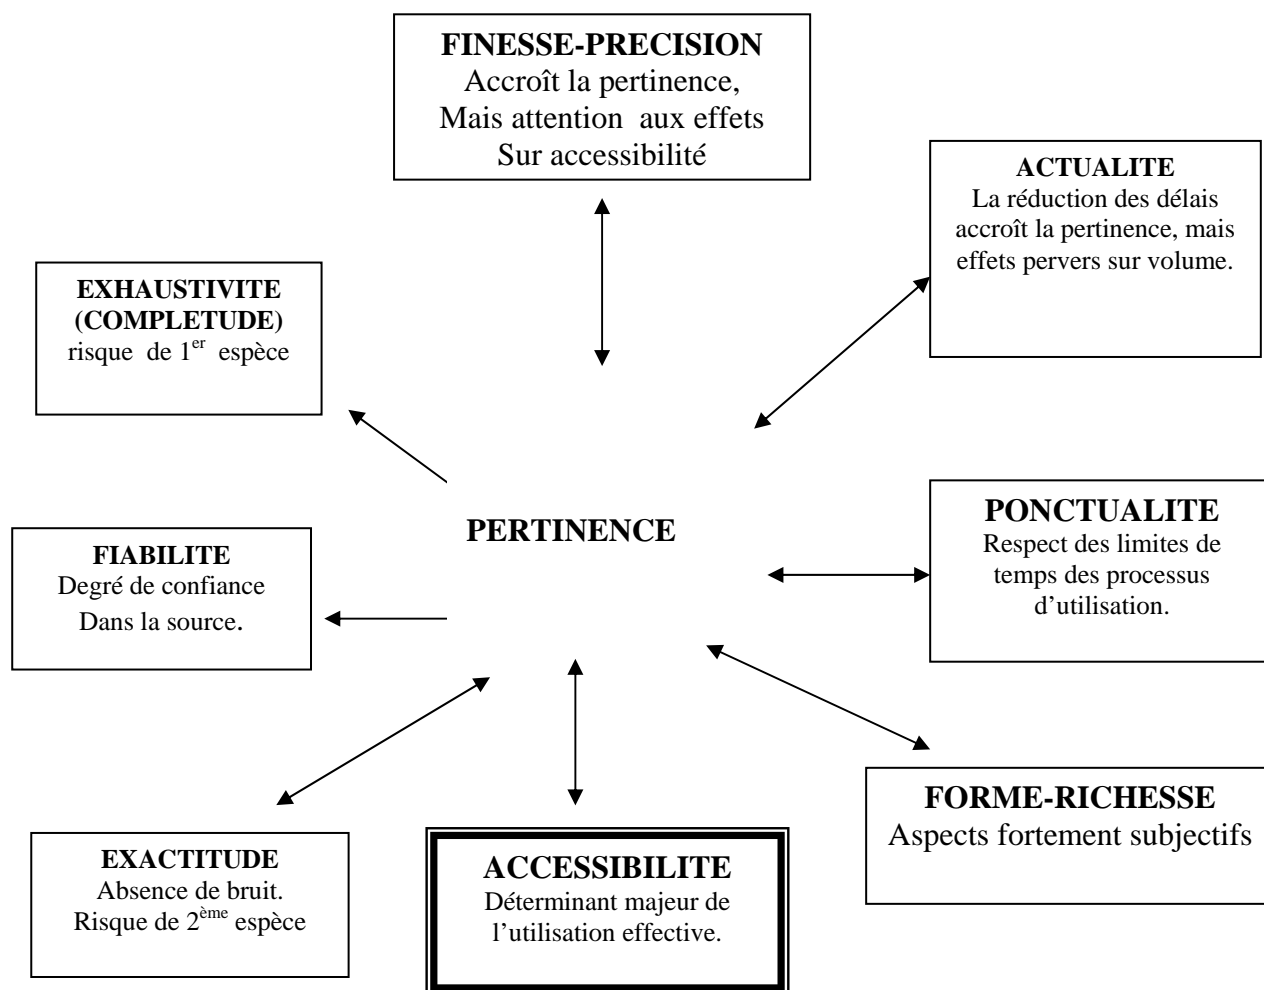 FINESSE-PRECISION
Accroît la pertinence,
Mais attention aux effets
Sur accessibilité
ACTUALITE
La réduction des délais
accroît la pertinence, mais
effets pervers sur volume.
EXHAUSTIVITE
(COMPLETUDE)
risque de 1er espèce
PERTINENCE
PONCTUALITE
Respect des limites de
temps des processus
d’utilisation.
FIABILITE
Degré de confiance
Dans la source.
FORME-RICHESSE
Aspects fortement subjectifs
EXACTITUDE
Absence de bruit.
Risque de 2ème espèce
ACCESSIBILITE
Déterminant majeur de
l’utilisation effective.